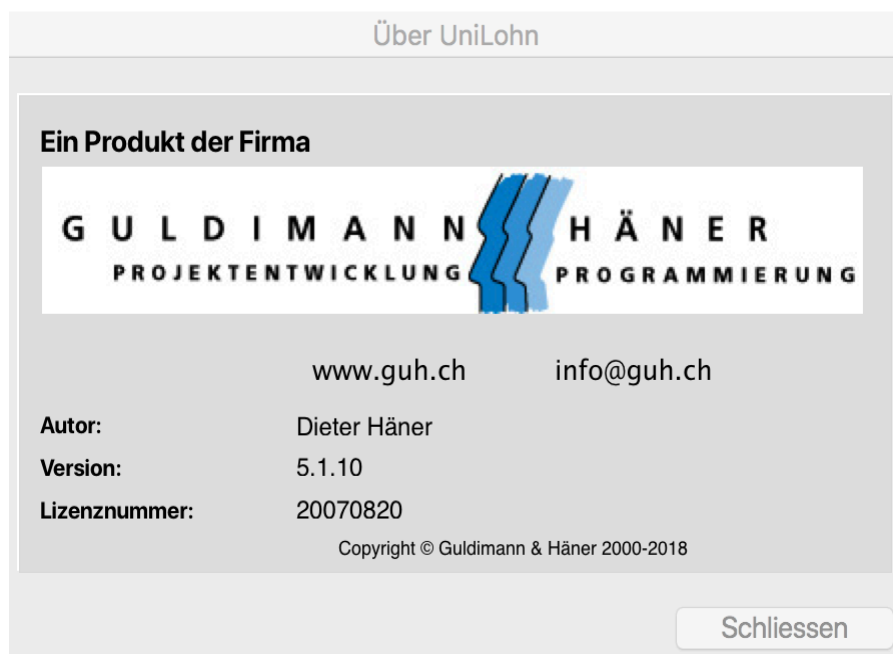 Über UniLohn
Ein Produkt der Firma
GULDIMANN HÄNER
PROJEKTENTWICKLUNG PROGRAMMIERUNG
www.guh.ch info@guh.ch
Autor: Dieter Häner
Version: 5.1.10
Lizenznummer: 20070820
Copyright © Guldimann & Häner 2000-2018
Schliessen